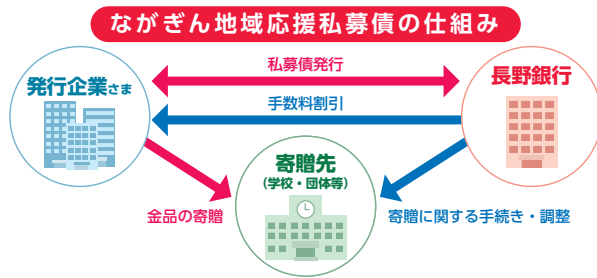 ながぎん地域応援私募債の仕組み
私募債発行
発行企業さま
長野銀行
手数料割引
寄贈先
(学校・団体等)
金品の寄贈
寄贈に関する手続き・調整